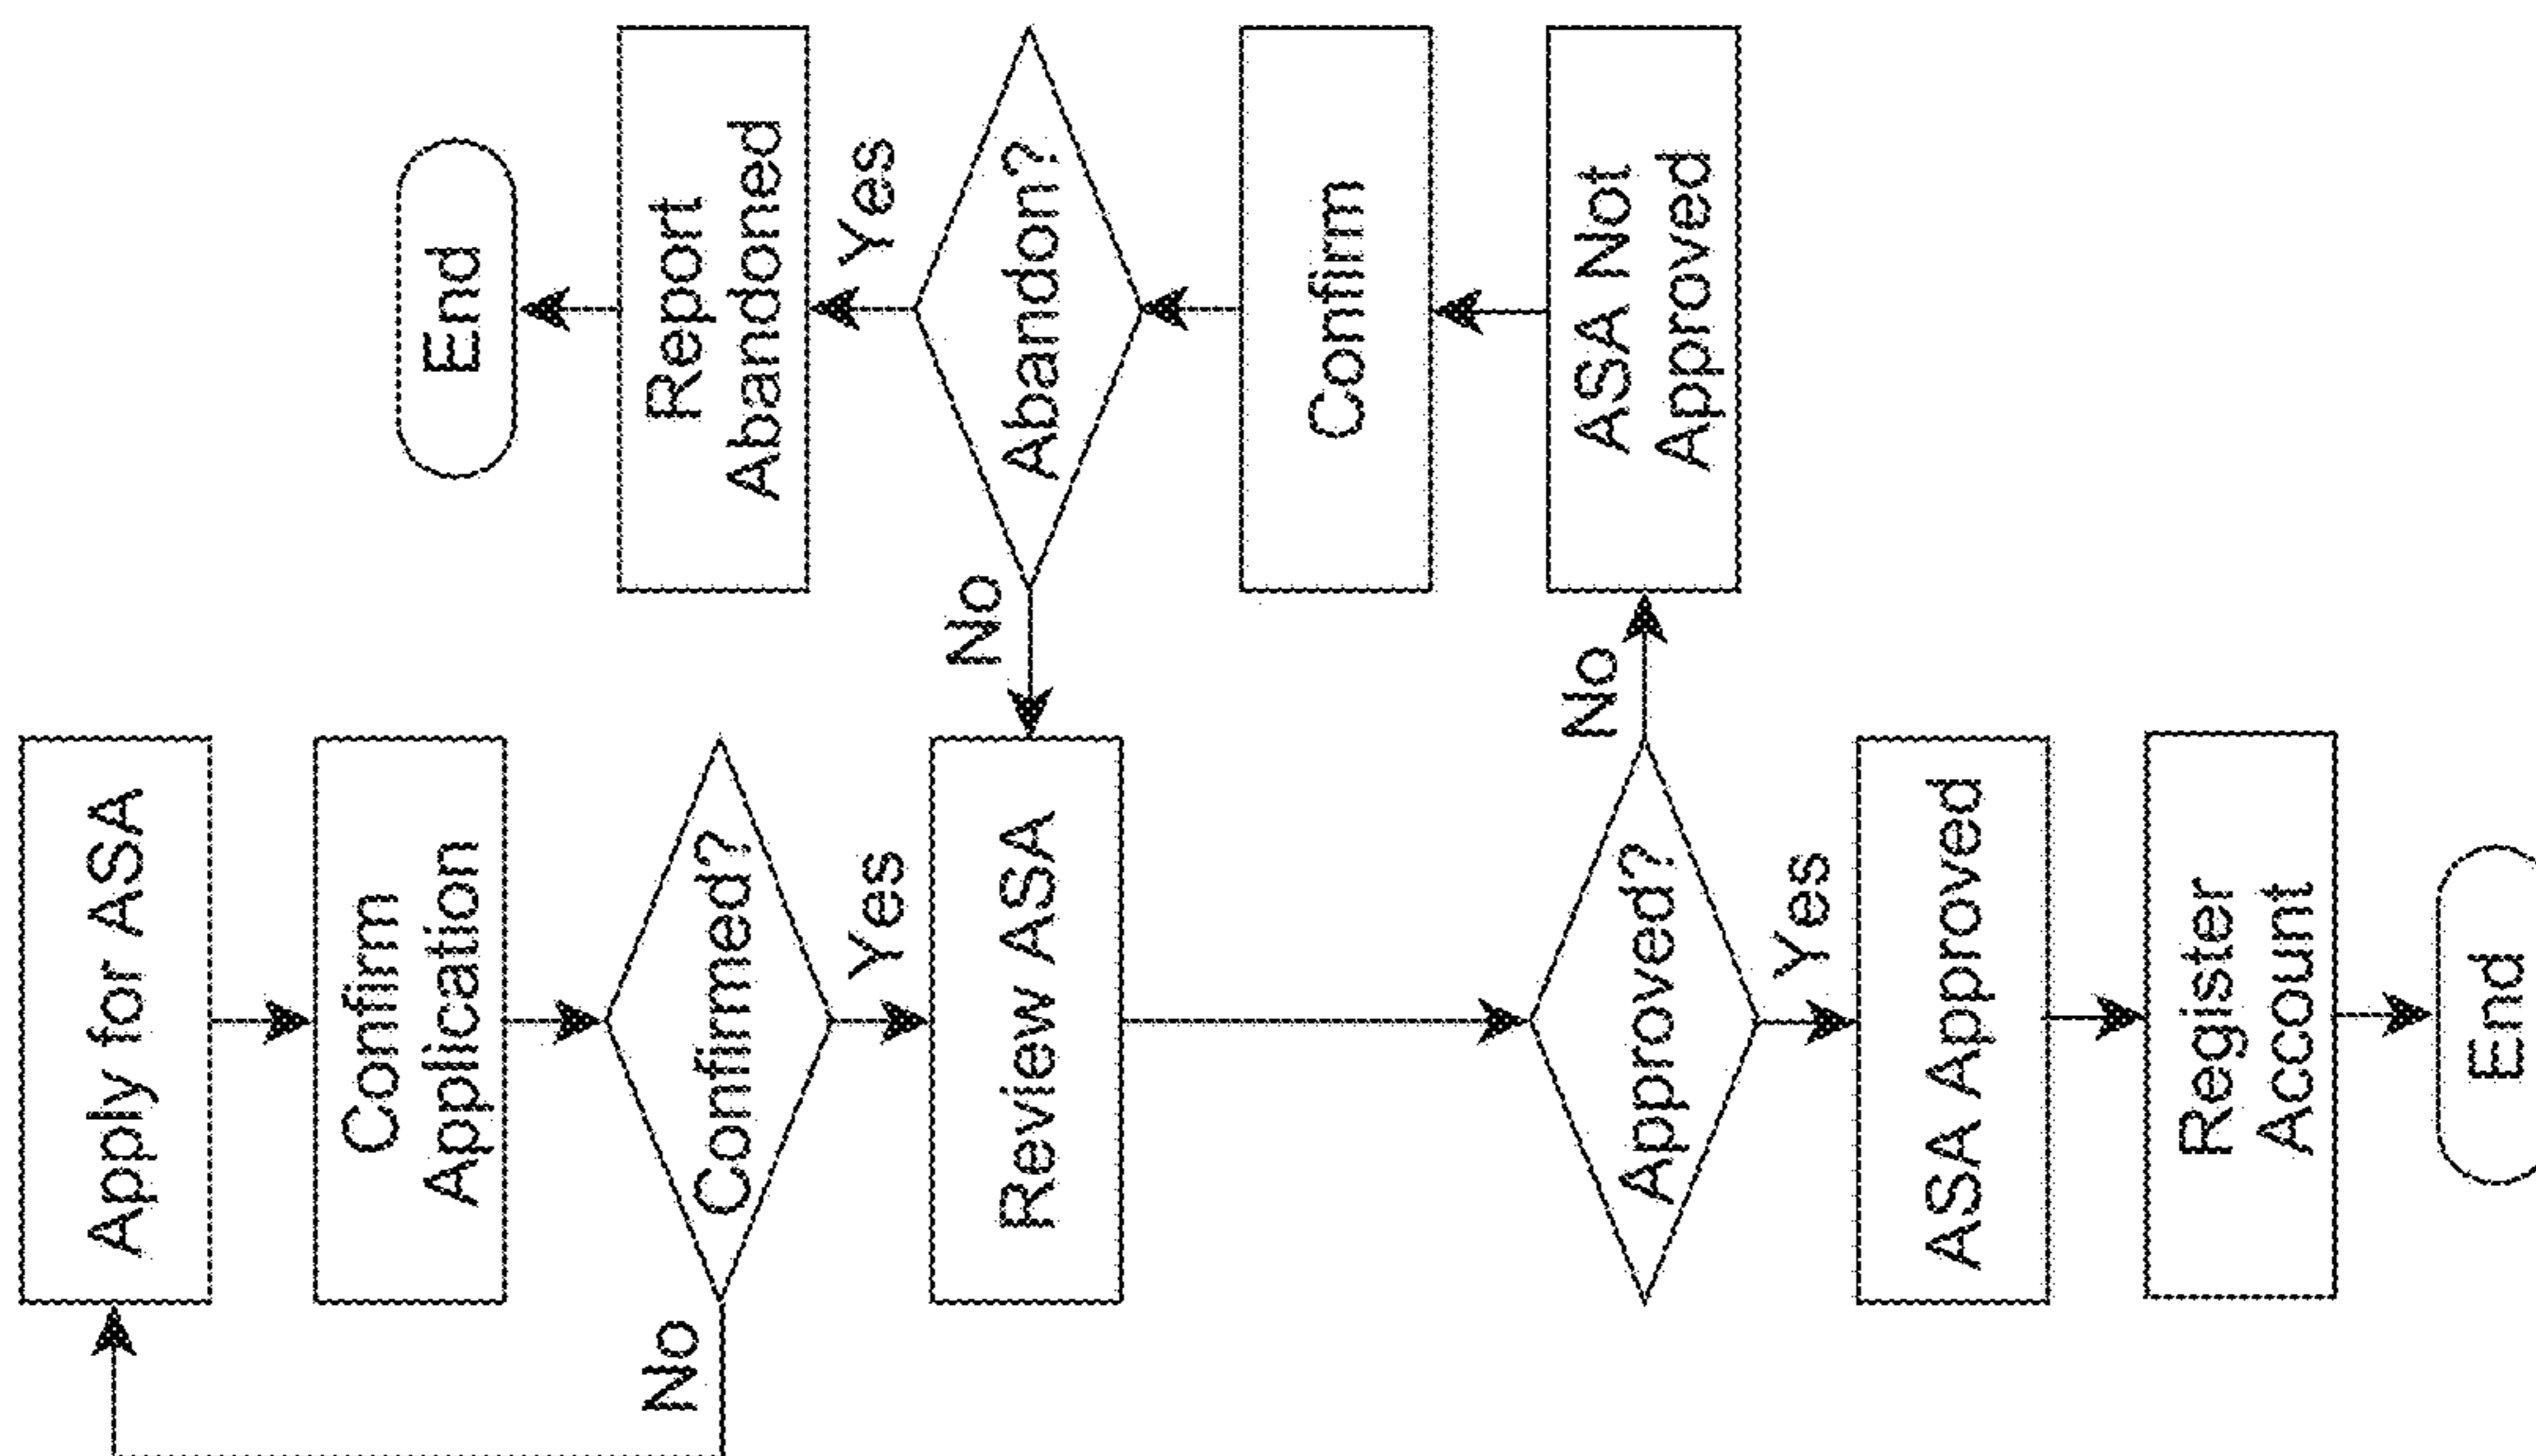 Apply for ASA
Confirm
Application
Confirmed?
No
Yes
Review ASA
Approved?
No
Yes
ASA Approved
Register
Account
End
ASA Not
Approved
Confirm
Abandon?
No
Yes
Report
Abandoned
End